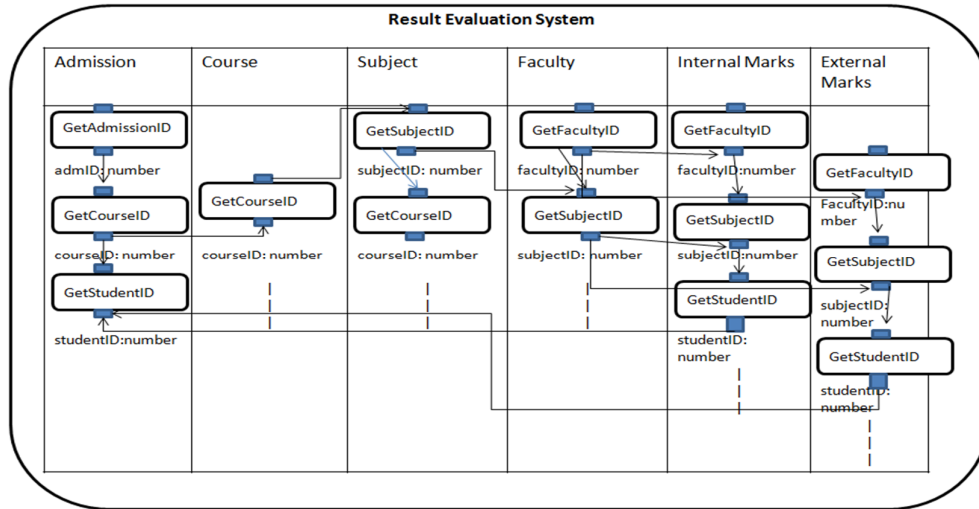 Result Evaluation System
Admission
Course
Subject
Faculty
Internal Marks
External
Marks
GetAdmissionID
admID: number
GetCourseID
courseID: number
GetStudentID
studentID:number
GetCourseID
courseID: number
GetSubjectID
subjectID: number
GetCourseID
courseID: number
GetFacultyID
facultyID: number
GetSubjectID
subjectID: number
GetFacultyID
facultyID:number
GetSubjectID
subjectID:number
GetStudentID
studentID:
number
GetFacultyID
FacultyID:nu
mber
GetSubjectID
subjectID:
number
GetStudentID
studentID:
number